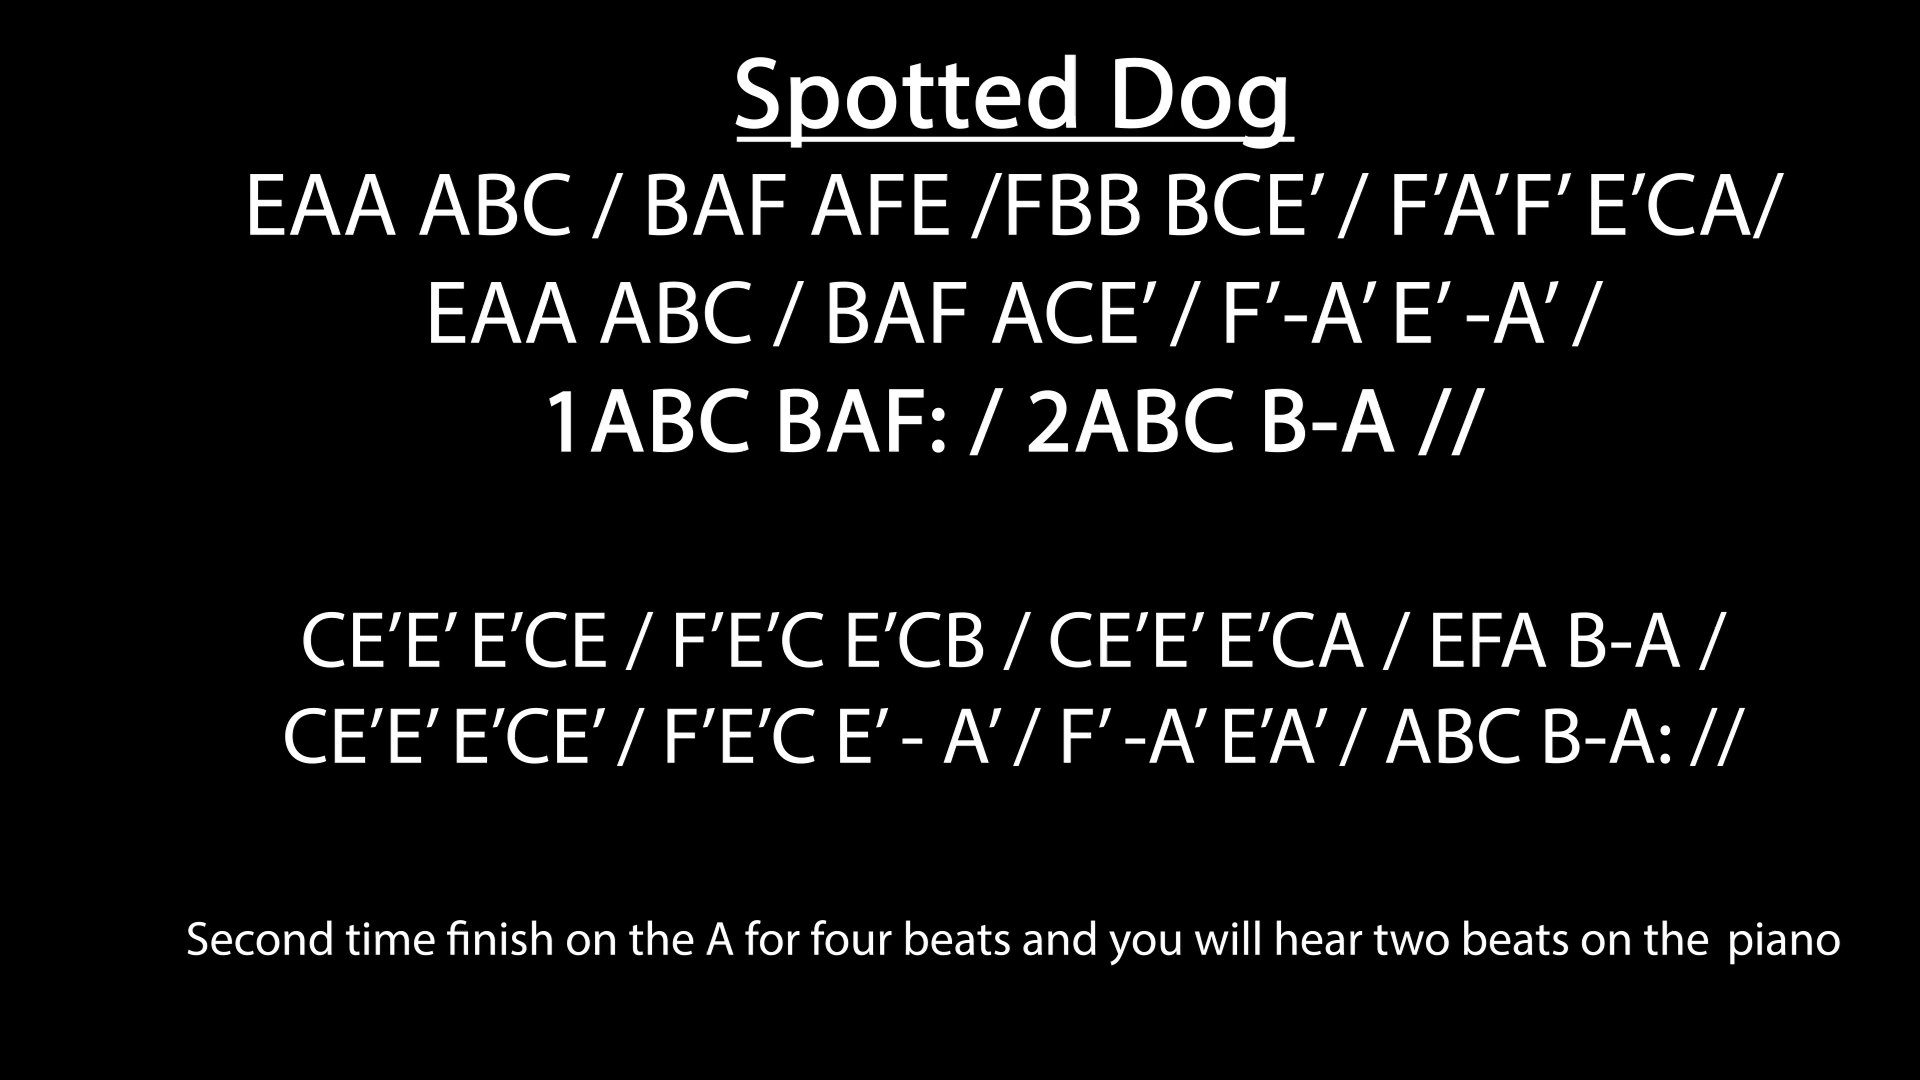 Spotted Dog
EAA ABC / BAF AFE /FBB BCE’ / F’A’F’ E’CA/
EAA ABC / BAF ACE’ / F’-A’ E’ -A’ /
1ABC BAF: / 2ABC B-A //
CE’E’ E’CE / F’E’C E’CB / CE’E’ E’CA / EFA B-A /
CE’E’ E’CE’ / F’E’C E’ - A’ / F’ -A’ E’A’ / ABC B-A: //
Second time finish on the A for four beats and you will hear two beats on the piano